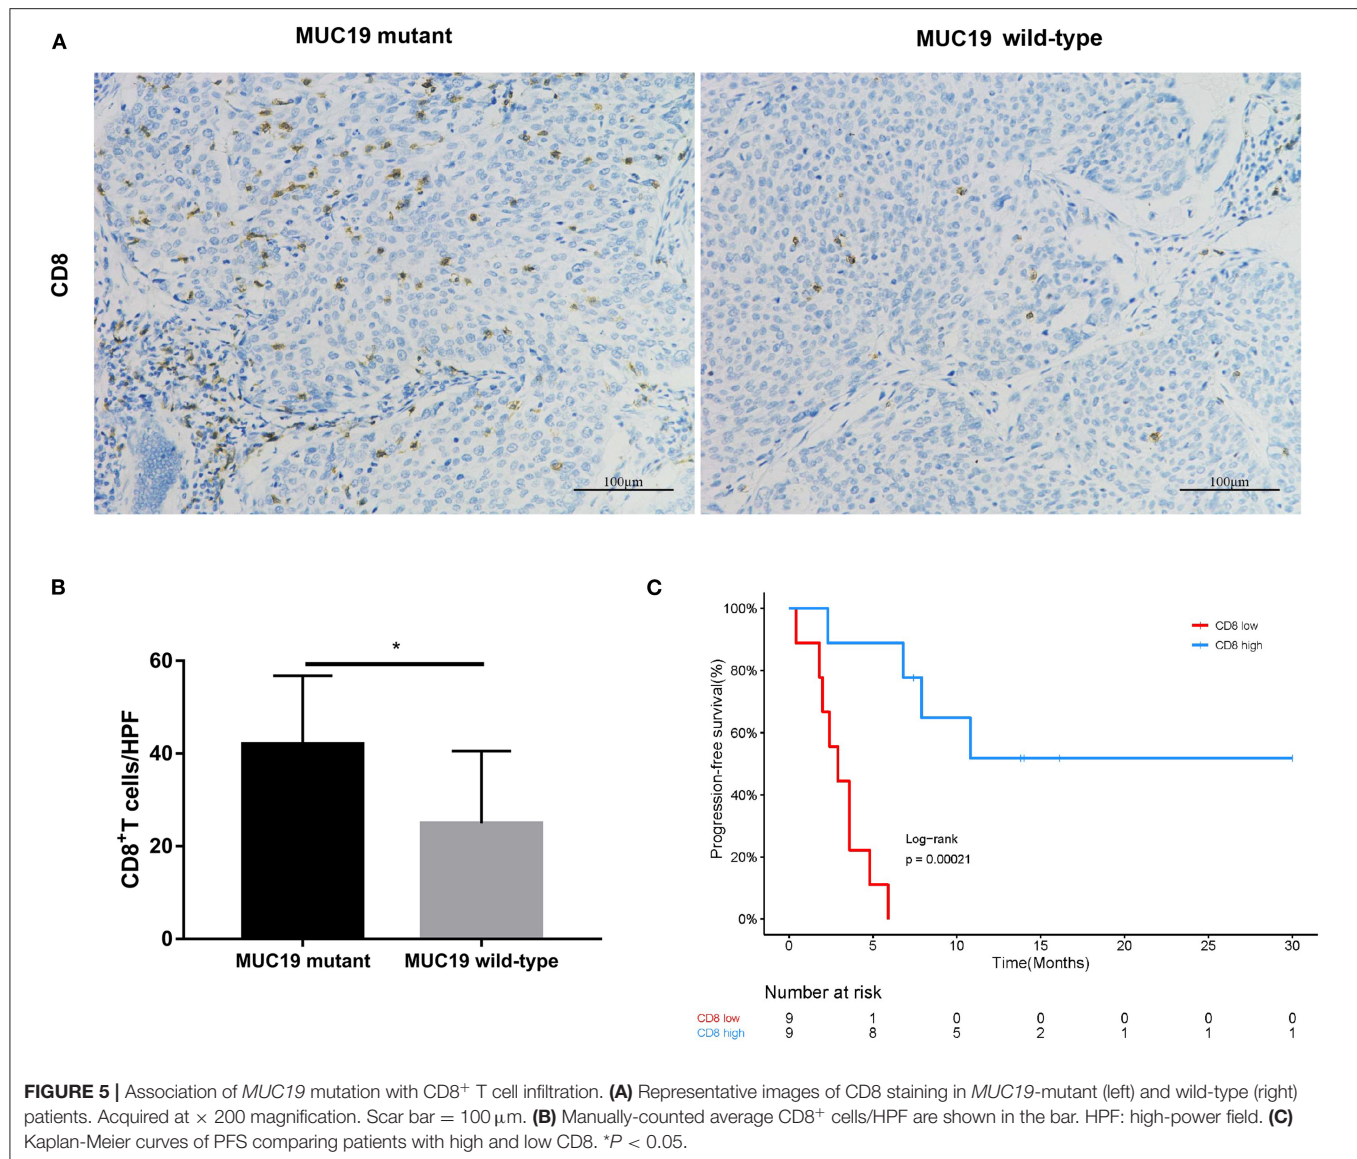 A
MUC19 mutant
MUC19 wild-type
CD8
100μm
100μm
B
*
CD8+T cells/HPF
60
40
20
0
MUC19 mutant
MUC19 wild-type
C
Progression-free survival(%)
100%
80%
60%
40%
20%
0%
CD8 low
CD8 high
Log-rank
p = 0.00021
0 5 10 15 20 25 30
Time(Months)
Number at risk
CD8 low 9 1 0 0 0 0 0
CD8 high 9 8 5 2 1 1 1
FIGURE 5 | Association of MUC19 mutation with CD8+ T cell infiltration. (A) Representative images of CD8 staining in MUC19-mutant (left) and wild-type (right)
patients. Acquired at × 200 magnification. Scar bar = 100 μm. (B) Manually-counted average CD8+ cells/HPF are shown in the bar. HPF: high-power field. (C)
Kaplan-Meier curves of PFS comparing patients with high and low CD8. *P < 0.05.